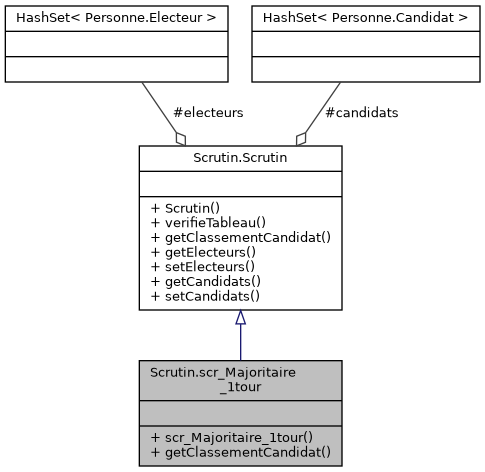 HashSet< Personne.Electeur >
HashSet< Personne.Candidat >
#electeurs
#candidats
Scrutin.Scrutin
+ Scrutin()
+ verifieTableau()
+ getClassementCandidat()
+ getElecteurs()
+ setElecteurs()
+ getCandidats()
+ setCandidats()
Scrutin.scr_Majoritaire
_1tour
+ scr_Majoritaire_1tour()
+ getClassementCandidat()